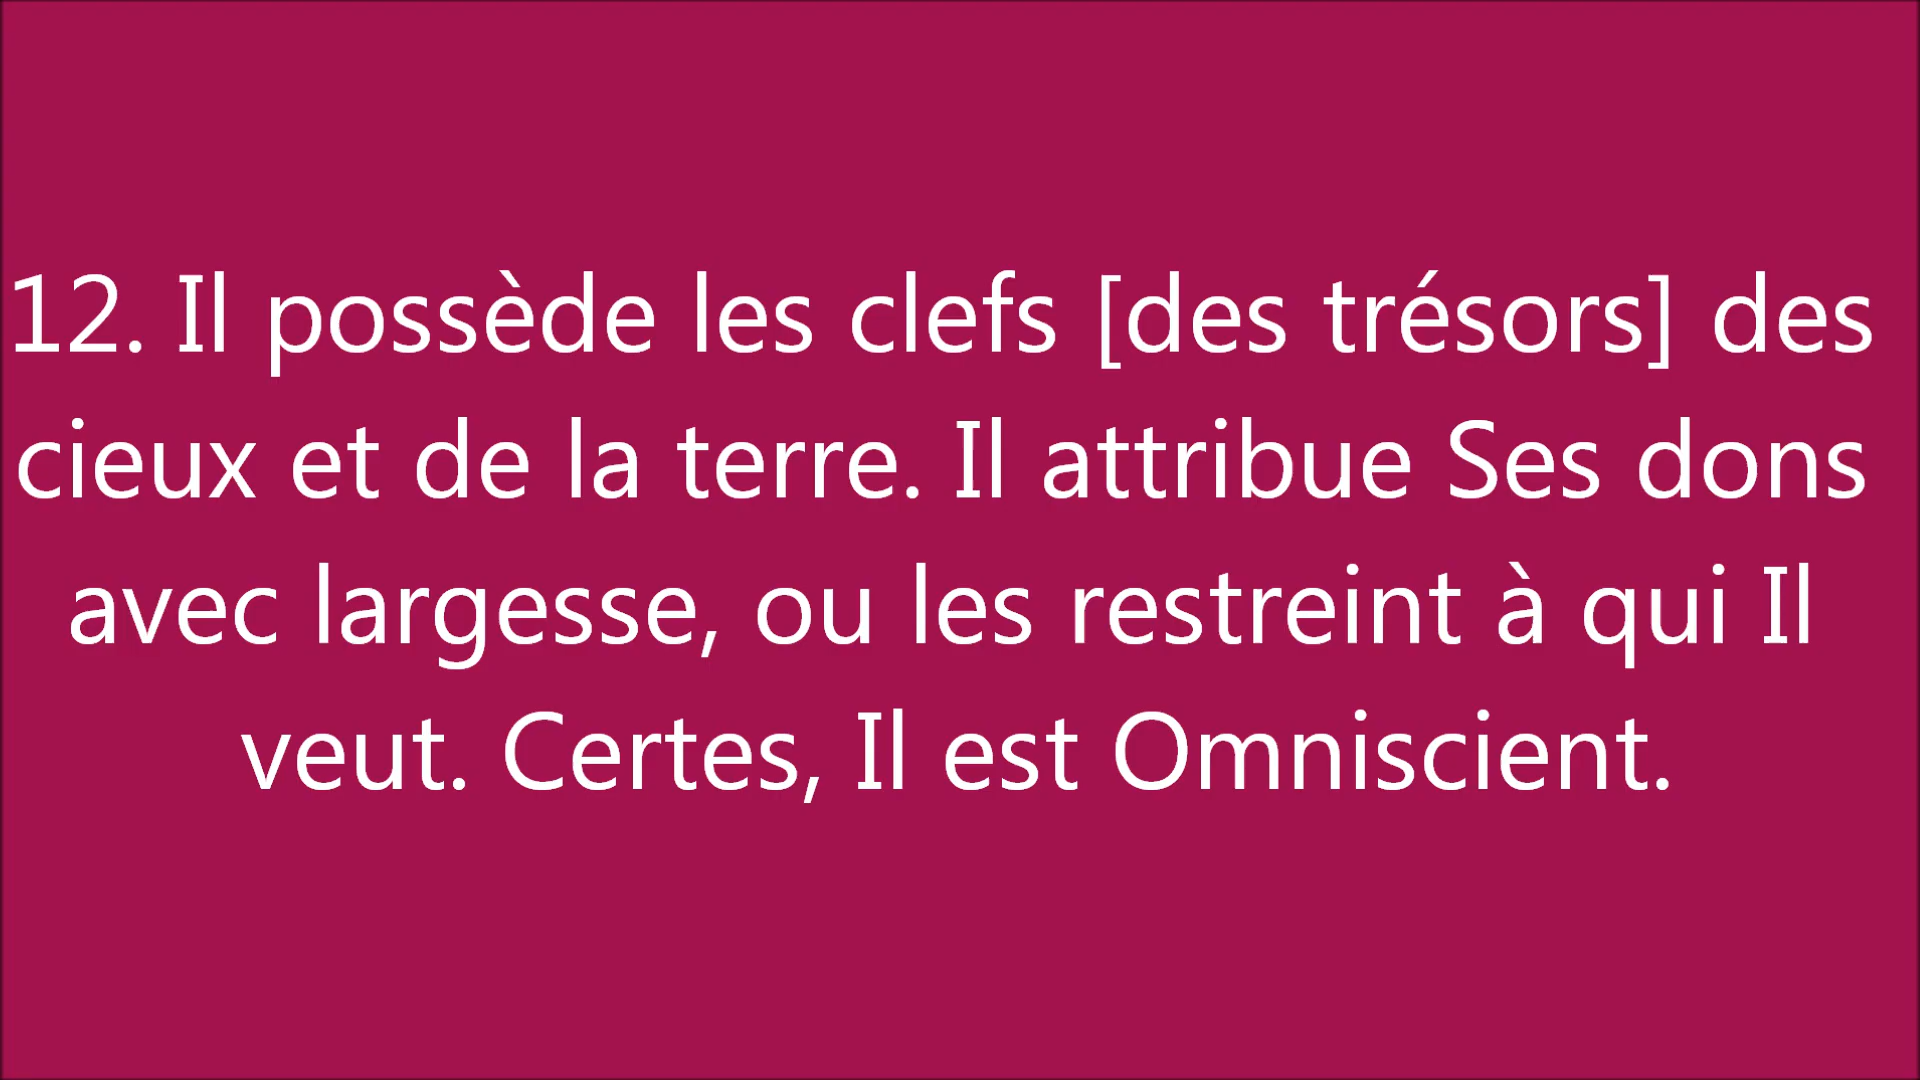 12. Il possède les clefs [des trésors] des
cieux et de la terre. Il attribue Ses dons
avec largesse, ou les restreint à qui Il
veut. Certes, Il est Omniscient.